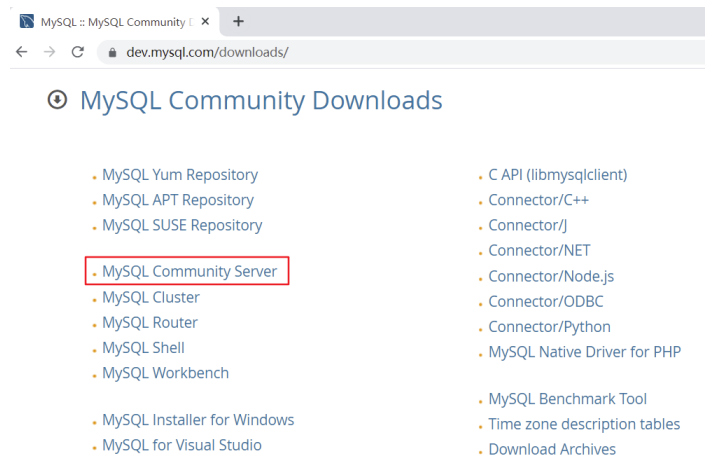 MySQL :: MySQL Community D
dev.mysql.com/downloads/
MySQL Community Downloads
MySQL Yum Repository
MySQL APT Repository
MySQL SUSE Repository
MySQL Community Server
MySQL Cluster
MySQL Router
MySQL Shell
MySQL Workbench
MySQL Installer for Windows
MySQL for Visual Studio
C API (libmysqlclient)
Connector/C++
Connector/J
Connector/NET
Connector/Node.js
Connector/ODBC
Connector/Python
MySQL Native Driver for PHP
MySQL Benchmark Tool
Time zone description tables
Download Archives